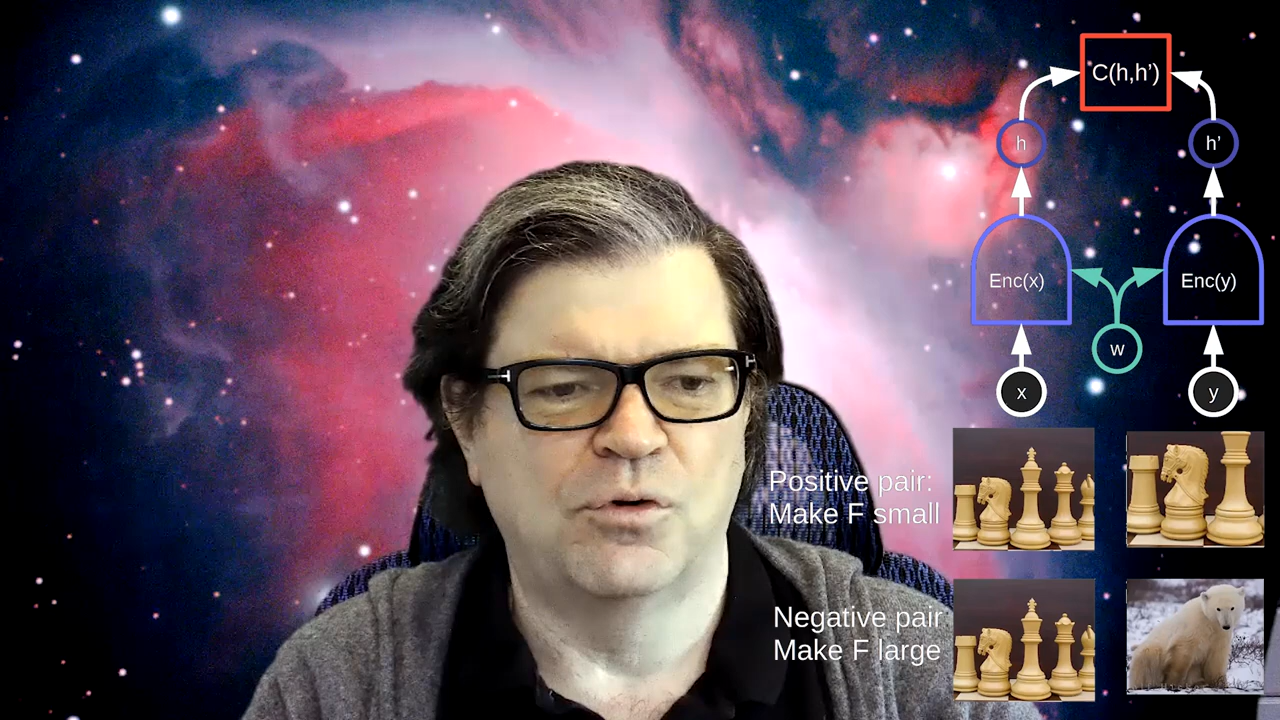 C(h,h’)
h
h’
Enc(x)
Enc(y)
w
x
y
Positive pair:
Make F small
Negative pair
Make F large